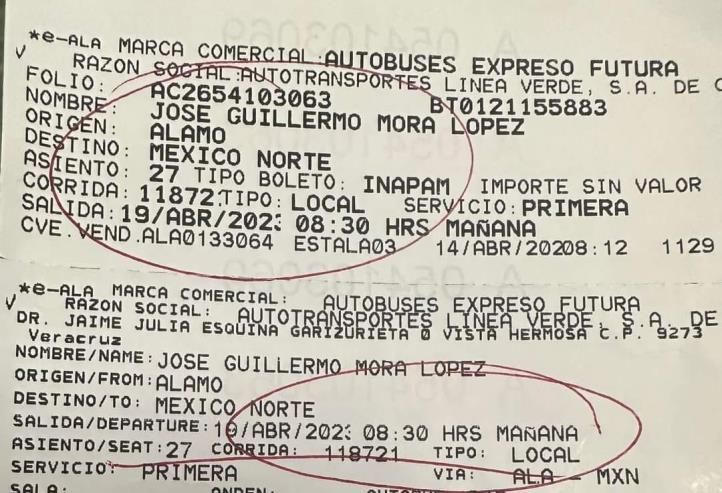 *e-ALA MARCA COMERCIAL:AUTOBUSES EXPRESO FUTURA
RAZON SOCIAL:AUTOTRANSPORTES LINEA VERDE, S.A. DE C
FOLIO: AC2654103063 BT0121155883
NOMBRE: JOSE GUILLERMO MORA LOPEZ
ORIGEN: ALAMO
DESTINO: MEXICO NORTE
ASIENTO: 27 TIPO BOLETO: INAPAM IMPORTE SIN VALOR
CORRIDA: 118721 TIPO: LOCAL SERVICIO: PRIMERA
SALIDA: 19/ABR/202 08:30 HRS MAÑANA
CVE.VEND.ALA0133064 ESTALA03 14/ABR/20208:12 1129
*e-ALA MARCA COMERCIAL: AUTOBUSES EXPRESO FUTURA
RAZON SOCIAL: AUTOTRANSPORTES LINEA VERDE, S.A. DE
DR. JAIME JULIA ESQUINA GARIZURIETA 0 VISTA HERMOSA C.P. 9273
Veracruz
NOMBRE/NAME: JOSE GUILLERMO MORA LOPEZ
ORIGEN/FROM: ALAMO
DESTINO/TO: MEXICO NORTE
SALIDA/DEPARTURE: 19/ABR/202 08:30 HRS MAÑANA
ASIENTO/SEAT: 27 CORRIDA: 118721 TIPO: LOCAL
SERVICIO: PRIMERA VIA: ALA - MXN
SALA: ANDEN: